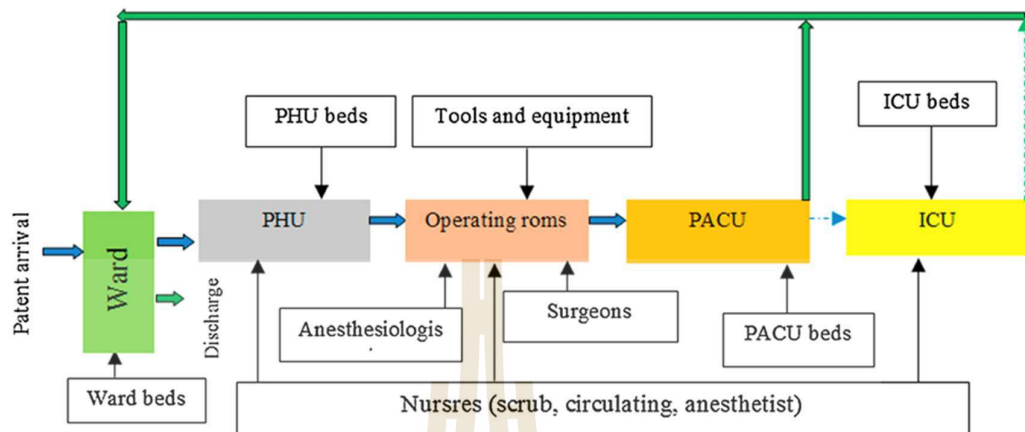 PHU beds
Tools and equipment
ICU beds
Patent arrival
Ward
PHU
Operating roms
PACU
ICU
Discharge
Anesthesiologis
.
Surgeons
PACU beds
Ward beds
Nursres (scrub, circulating, anesthetist)